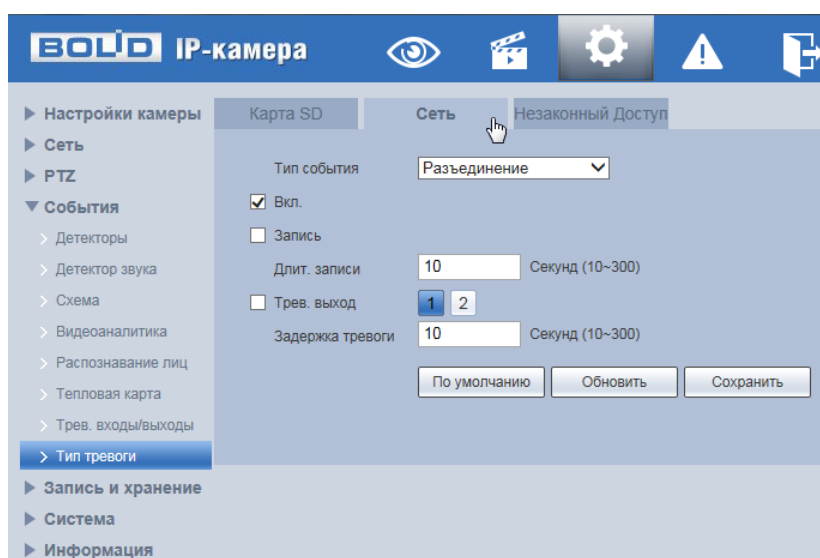 BOLID IP-камера
Настройки камеры
Сеть
PTZ
События
Детекторы
Детектор звука
Схема
Видеоаналитика
Распознавание лиц
Тепловая карта
Трев. входы/выходы
Тип тревоги
Запись и хранение
Система
Информация
Карта SD Сеть Незаконный Доступ
Тип события Разъединение
Вкл.
Запись
Длит. записи 10 Секунд (10~300)
Трев. выход 1 2
Задержка тревоги 10 Секунд (10~300)
По умолчанию Обновить Сохранить